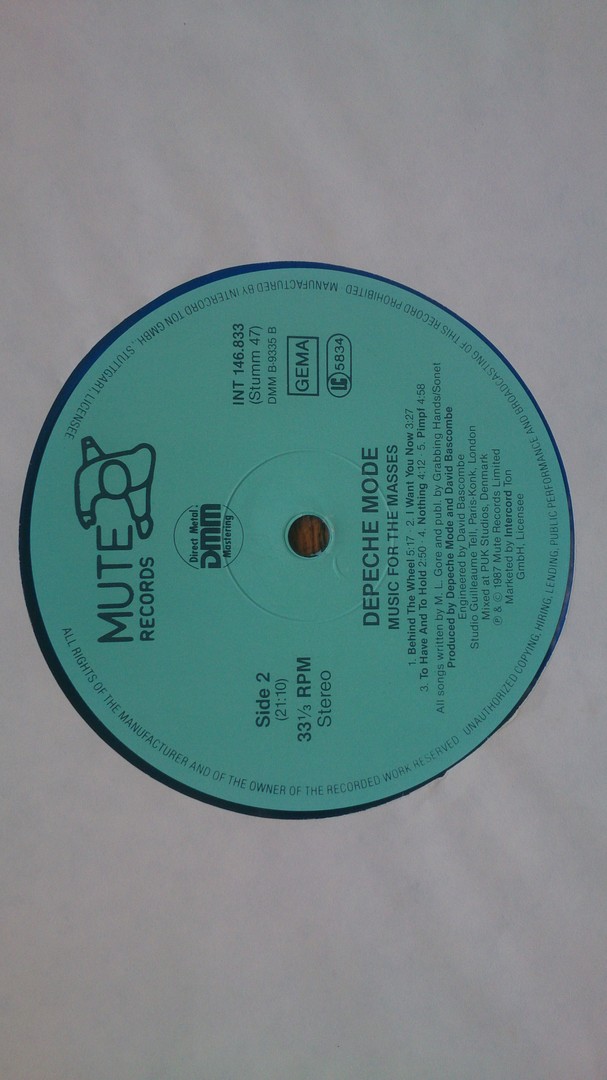 MUTE
RECORDS
Direct Metal
DMM
Mastering
INT 146.833
(Stumm 47)
DMM B-9335 B
GEMA
LC 5834
Side 2
(21:10)
33⅓ RPM
Stereo
DEPECHE MODE
MUSIC FOR THE MASSES
1. Behind The Wheel 5:17 · 2. I Want You Now 3:27
3. To Have And To Hold 2:50 · 4. Nothing 4:12 · 5. Pimpf 4:58
All songs written by M. L. Gore and publ. by Grabbing Hands/Sonet
Produced by Depeche Mode and David Bascombe
Engineered by David Bascombe
Studio Guilleaume Tell, Paris-Konk, London
Mixed at PUK Studios, Denmark
℗ & © 1987 Mute Records Limited
Marketed by Intercord Ton
GmbH, Licensee
ALL RIGHTS OF THE MANUFACTURER AND OF THE OWNER OF THE RECORDED WORK RESERVED · UNAUTHORIZED COPYING, HIRING, LENDING, PUBLIC PERFORMANCE AND BROADCASTING OF THIS RECORD PROHIBITED · MANUFACTURED BY INTERCORD TON GMBH., STUTTGART, LICENSEE